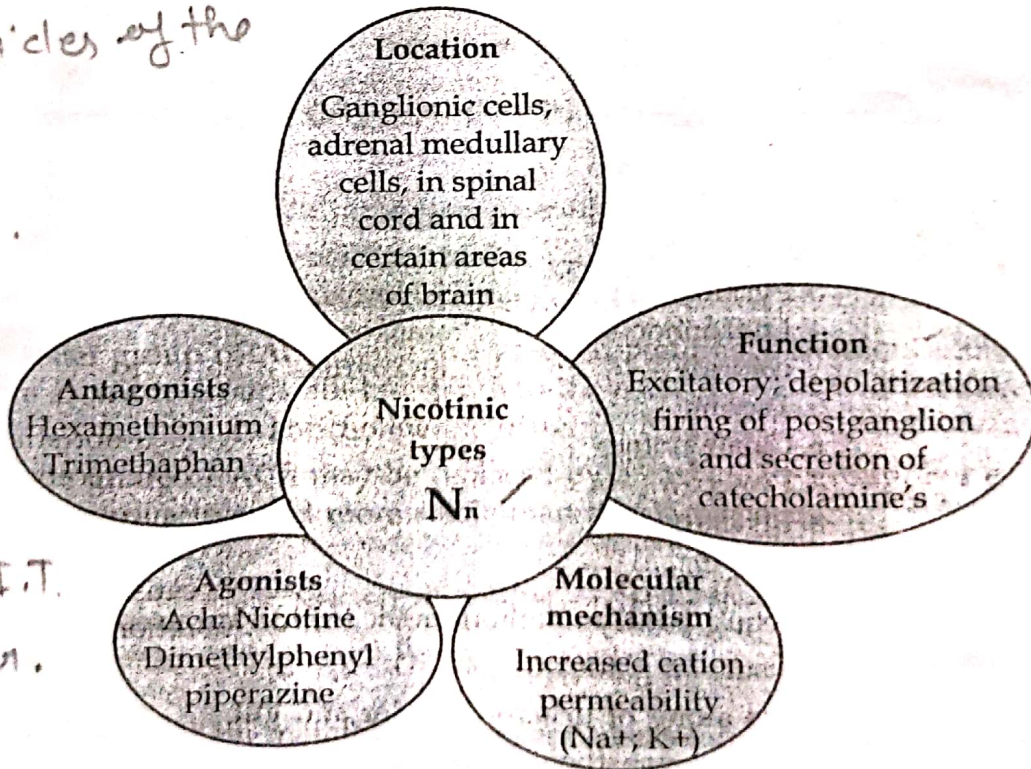 icles of the
Location
Ganglionic cells,
adrenal medullary
cells, in spinal
cord and in
certain areas
of brain
Antagonists
Hexamethonium
Trimethaphan
Nicotinic
types
Nn
Function
Excitatory; depolarization
firing of postganglion
and secretion of
catecholamine's
I.T.
Agonists
Ach. Nicotine
Dimethylphenyl
piperazine
Molecular
mechanism
Increased cation
permeability
(Na+; K+)